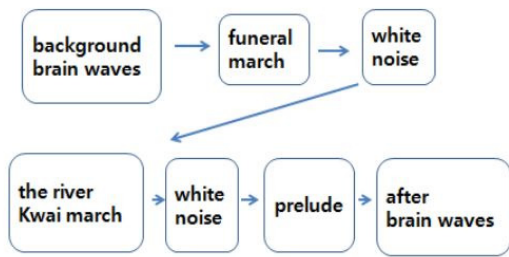 background
brain waves
funeral
march
white
noise
the river
Kwai march
white
noise
prelude
after
brain waves